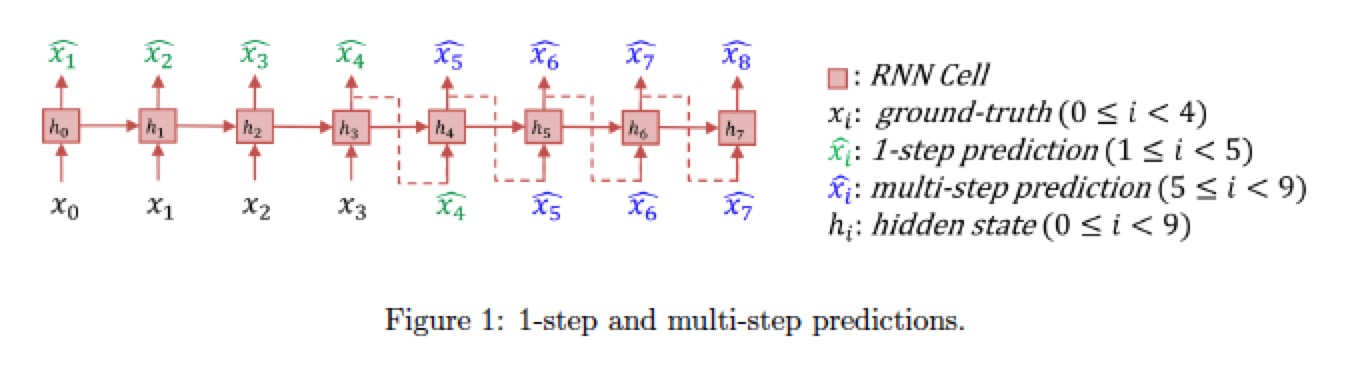 x̂₁ x̂₂ x̂₃ x̂₄ x̂₅ x̂₆ x̂₇ x̂₈
h₀ h₁ h₂ h₃ h₄ h₅ h₆ h₇
x₀ x₁ x₂ x₃ x̂₄ x̂₅ x̂₆ x̂₇
: RNN Cell
xᵢ: ground-truth (0 ≤ i < 4)
x̂ᵢ: 1-step prediction (1 ≤ i < 5)
x̂ᵢ: multi-step prediction (5 ≤ i < 9)
hᵢ: hidden state (0 ≤ i < 9)
Figure 1: 1-step and multi-step predictions.